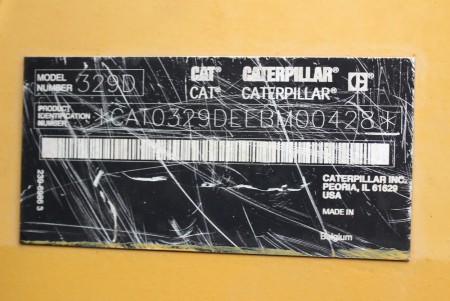 MODEL NUMBER 329D
CAT® CATERPILLAR® C®
CAT® CATERPILLAR®
PRODUCT IDENTIFICATION NUMBER *CAT0329DEEBM00428*
CATERPILLAR INC.
PEORIA, IL 61629
USA
MADE IN
Belgium